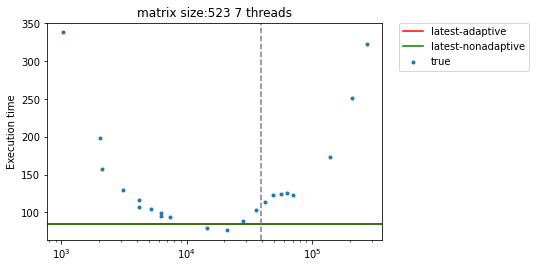 matrix size:523 7 threads
Execution time
350
300
250
200
150
100
10³
10⁴
10⁵
latest-adaptive
latest-nonadaptive
true